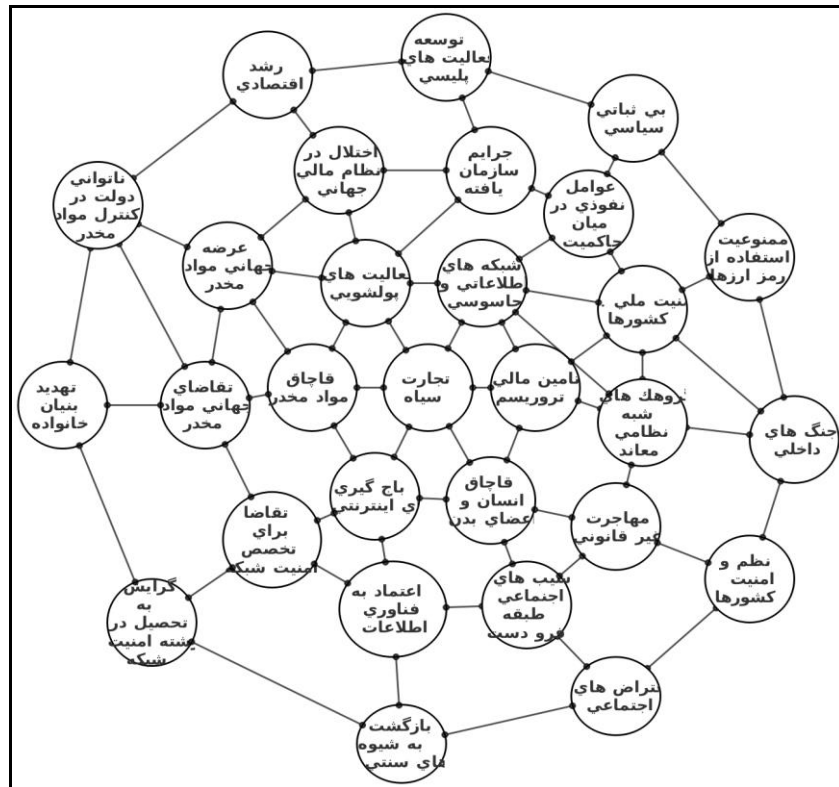 توسعه
فعاليت هاي
پليسي
رشد
اقتصادي
بي ثباتي
سياسي
اختلال در
نظام مالي
جهاني
جرايم
سازمان
يافته
ناتواني
دولت در
كنترل مواد
مخدر
عوامل
نفوذي در
ميان
حاكميت
ممنوعيت
استفاده از
رمز ارزها
عرضه
جهاني مواد
مخدر
فعاليت هاي
پولشويي
شبكه هاي
اطلاعاتي و
جاسوسي
امنيت ملي
كشورها
تهديد
بنيان
خانواده
تقاضاي
جهاني مواد
مخدر
قاچاق
مواد مخدر
تجارت
سياه
تامين مالي
تروريسم
گروهك هاي
شبه
نظامي
معاند
جنگ هاي
داخلي
تقاضا
براي
تخصص
امنيت شبكه
باج گيري
هاي اينترنتي
قاچاق
انسان و
اعضاي بدن
مهاجرت
غير قانوني
نظم و
امنيت
كشورها
گرايش
به
تحصيل در
رشته امنيت
شبكه
اعتماد به
فناوري
اطلاعات
آسيب هاي
اجتماعي
طبقه
فرو دست
اعتراض هاي
اجتماعي
بازگشت
به شيوه
هاي سنتي